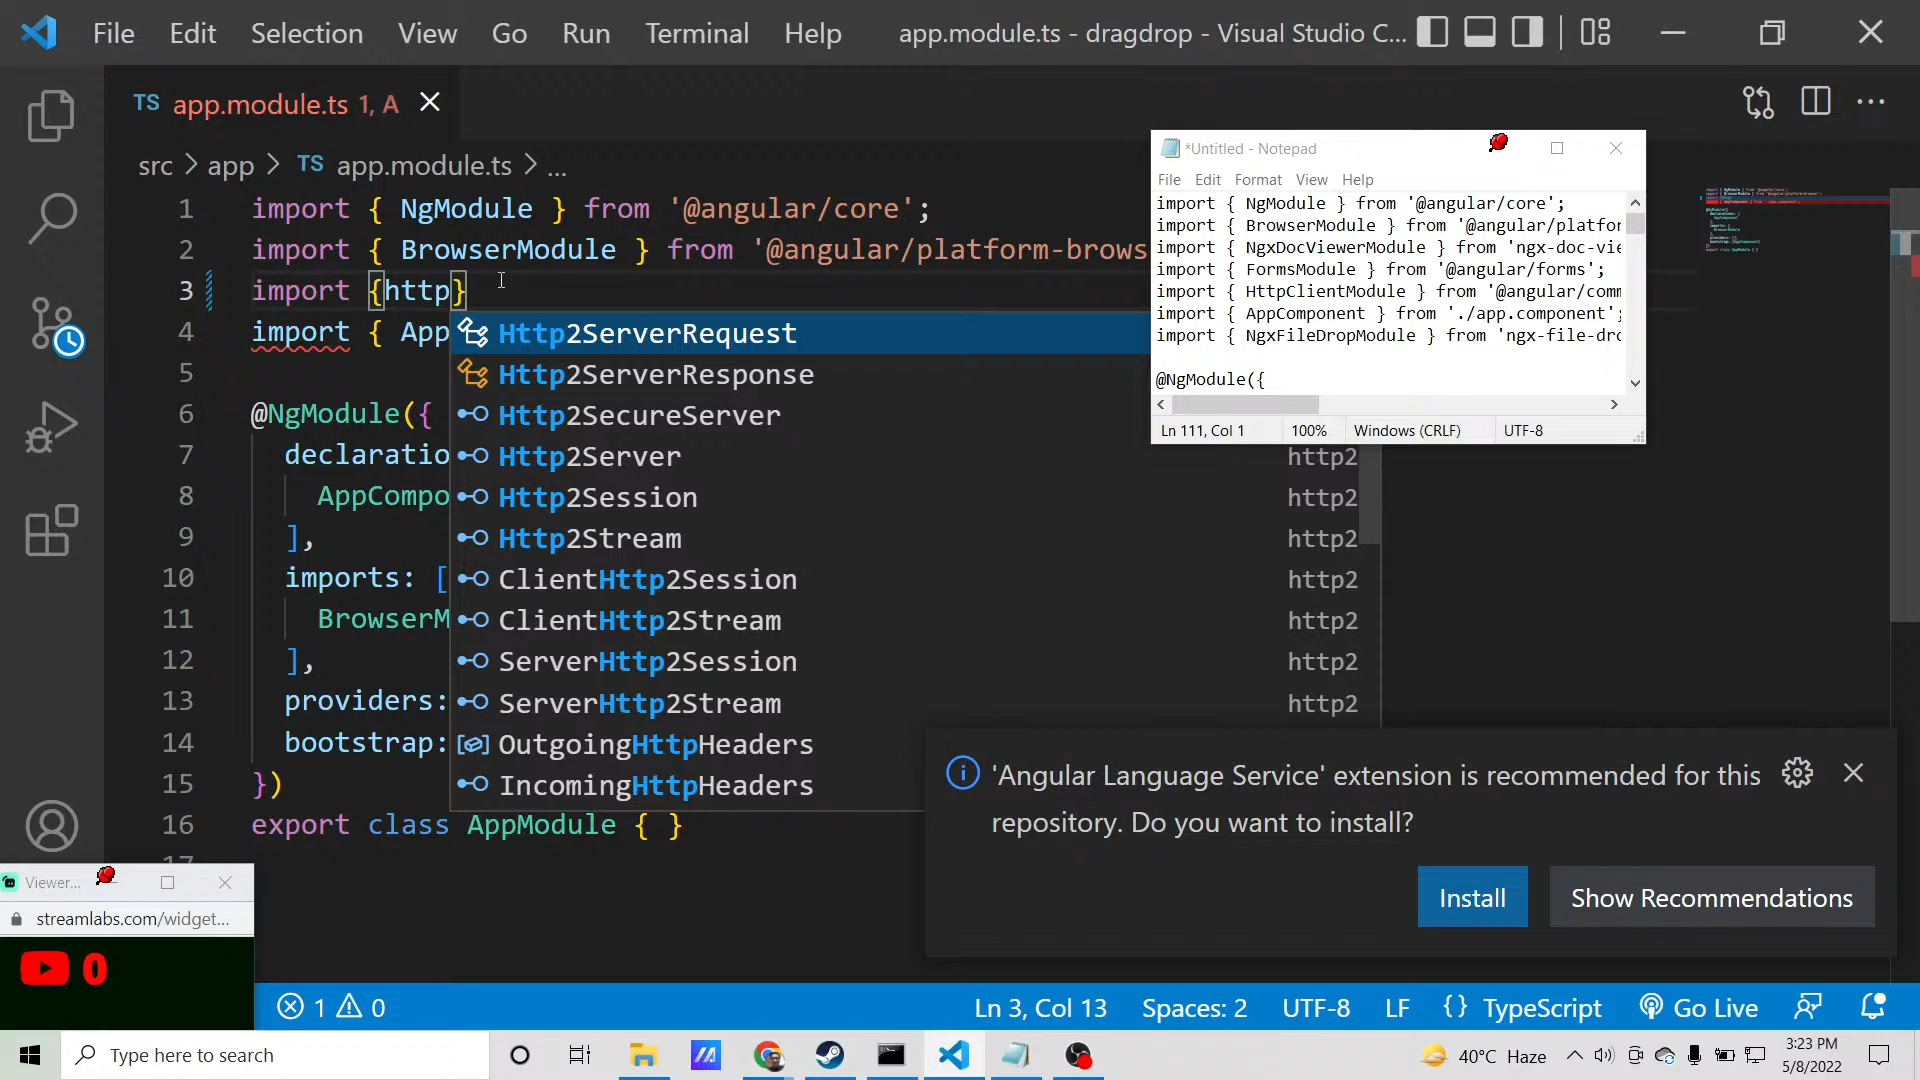 File Edit Selection View Go Run Terminal Help app.module.ts - dragdrop - Visual Studio C...
TS app.module.ts 1, A
src > app > TS app.module.ts > ...
1 import { NgModule } from '@angular/core';
2 import { BrowserModule } from '@angular/platform-brows
3 import {http}
4 import { App
5
6 @NgModule({
7 declaratio
8 AppCompo
9 ],
10 imports: [
11 BrowserM
12 ],
13 providers:
14 bootstrap:
15 })
16 export class AppModule { }
17
Http2ServerRequest
Http2ServerResponse
Http2SecureServer
Http2Server http2
Http2Session http2
Http2Stream http2
ClientHttp2Session http2
ClientHttp2Stream http2
ServerHttp2Session http2
ServerHttp2Stream http2
OutgoingHttpHeaders
IncomingHttpHeaders
*Untitled - Notepad
File Edit Format View Help
import { NgModule } from '@angular/core';
import { BrowserModule } from '@angular/platfor
import { NgxDocViewerModule } from 'ngx-doc-vie
import { FormsModule } from '@angular/forms';
import { HttpClientModule } from '@angular/comm
import { AppComponent } from './app.component';
import { NgxFileDropModule } from 'ngx-file-dro
@NgModule({
Ln 111, Col 1 100% Windows (CRLF) UTF-8
'Angular Language Service' extension is recommended for this
repository. Do you want to install?
Install Show Recommendations
Viewer...
streamlabs.com/widget...
0
1 0 Ln 3, Col 13 Spaces: 2 UTF-8 LF {} TypeScript Go Live
Type here to search
40°C Haze
3:23 PM
5/8/2022